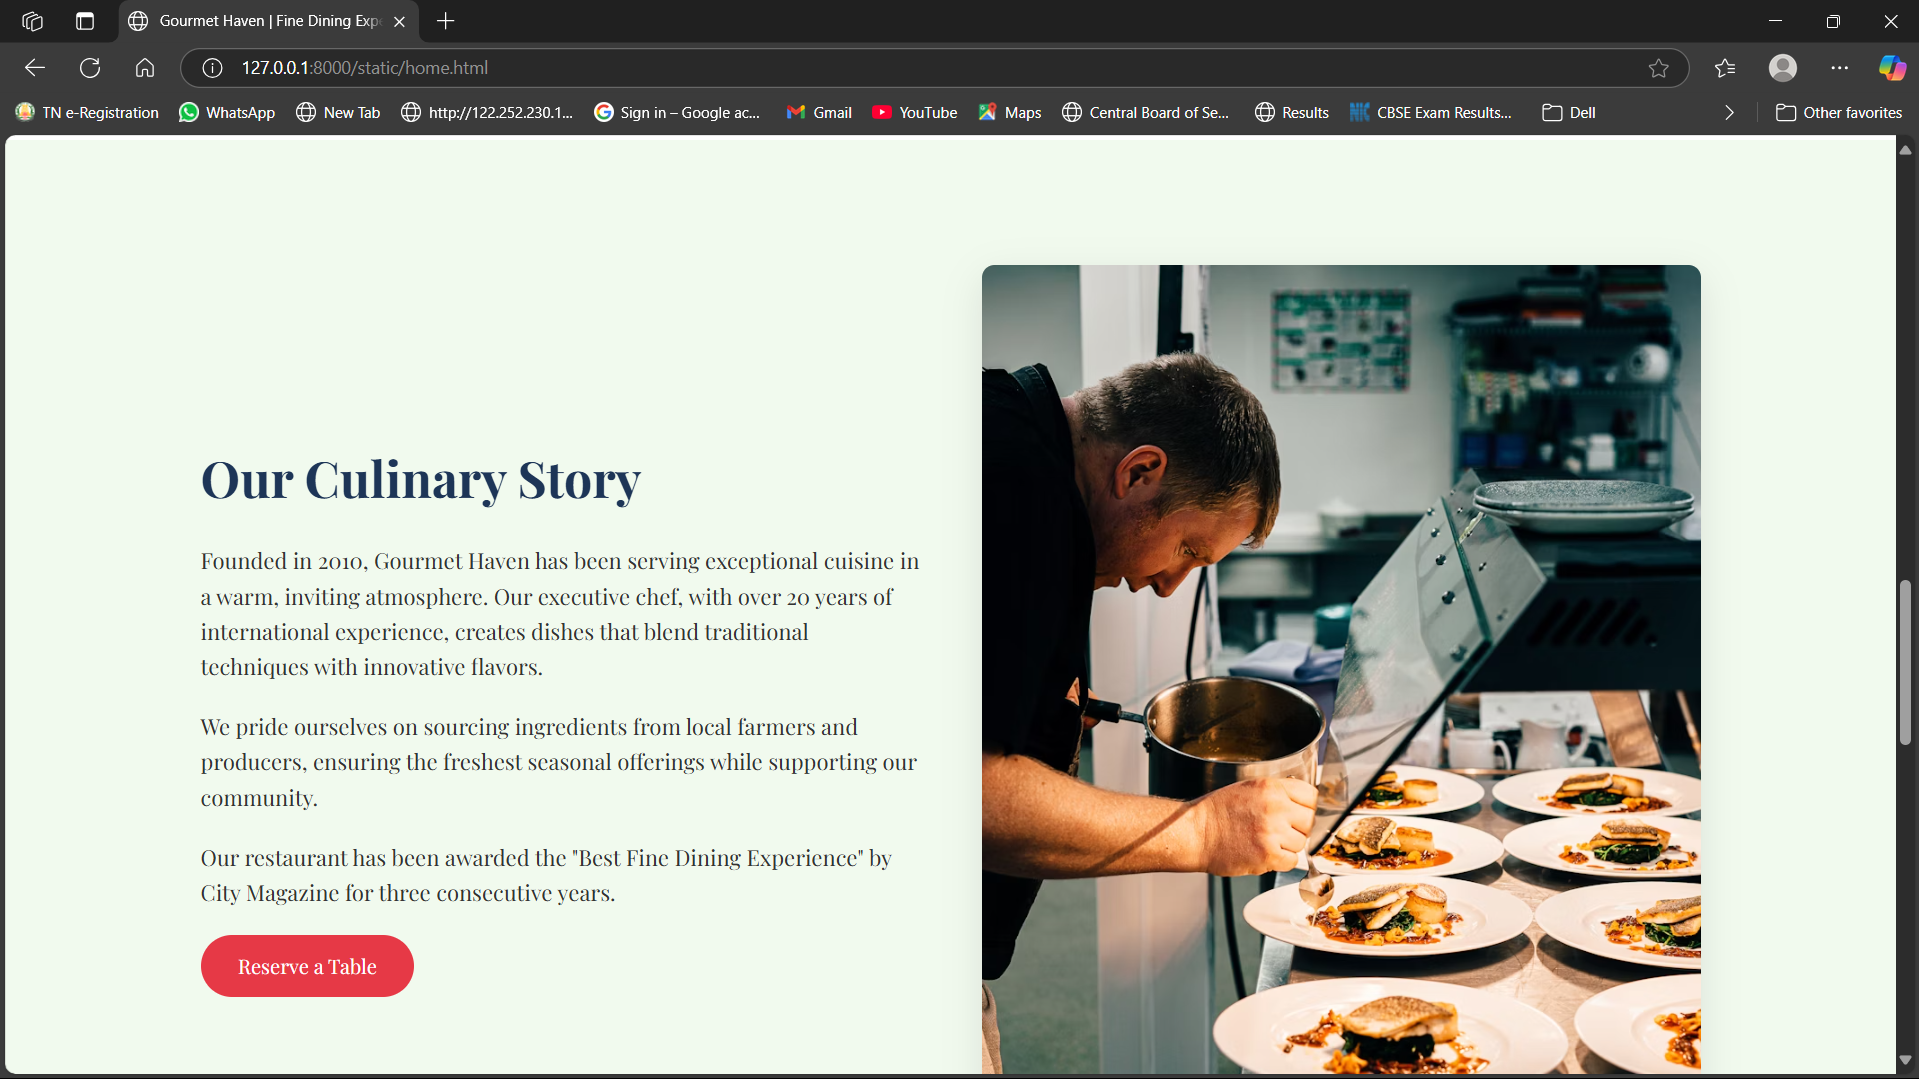 Gourmet Haven | Fine Dining Exp
127.0.0.1:8000/static/home.html
TN e-Registration
WhatsApp
New Tab
http://122.252.230.1...
Sign in – Google ac...
Gmail
YouTube
Maps
Central Board of Se...
Results
CBSE Exam Results...
Dell
Other favorites
Our Culinary Story
Founded in 2010, Gourmet Haven has been serving exceptional cuisine in
a warm, inviting atmosphere. Our executive chef, with over 20 years of
international experience, creates dishes that blend traditional
techniques with innovative flavors.
We pride ourselves on sourcing ingredients from local farmers and
producers, ensuring the freshest seasonal offerings while supporting our
community.
Our restaurant has been awarded the "Best Fine Dining Experience" by
City Magazine for three consecutive years.
Reserve a Table